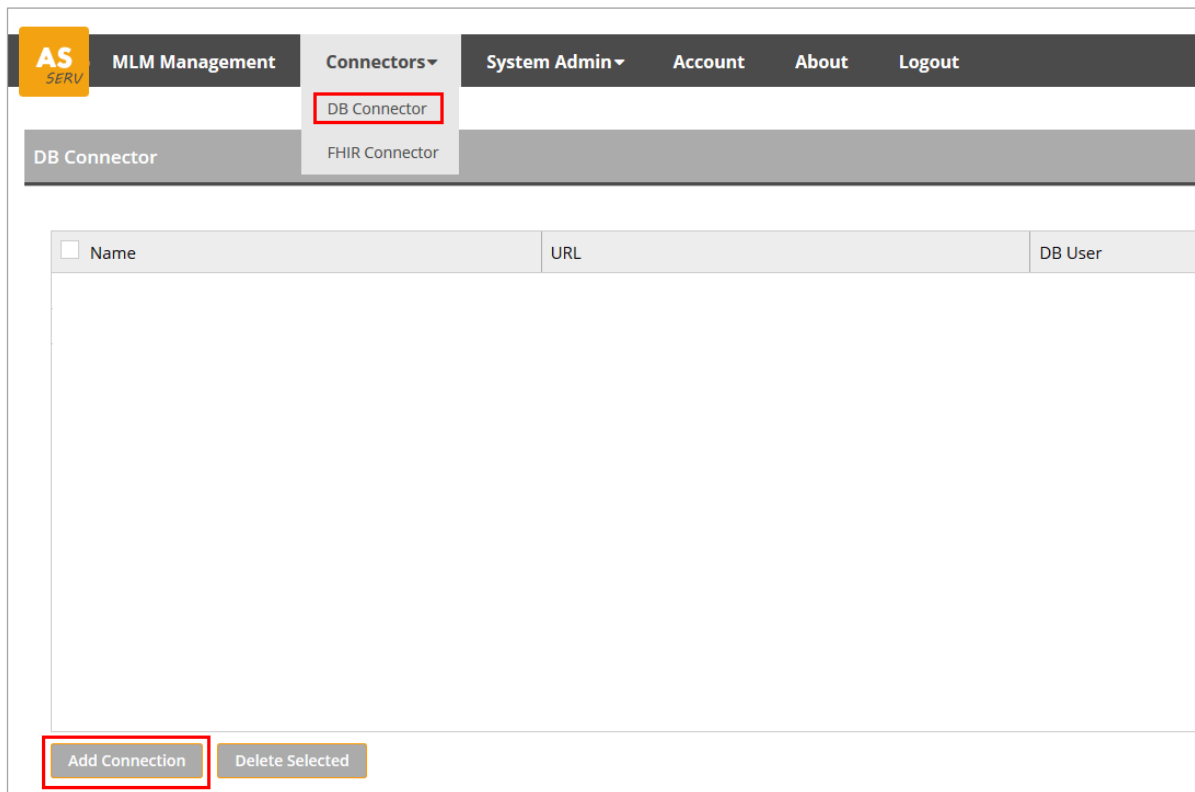 AS
SERV
MLM Management Connectors System Admin Account About Logout
DB Connector
FHIR Connector
DB Connector
Name URL DB User
Add Connection Delete Selected